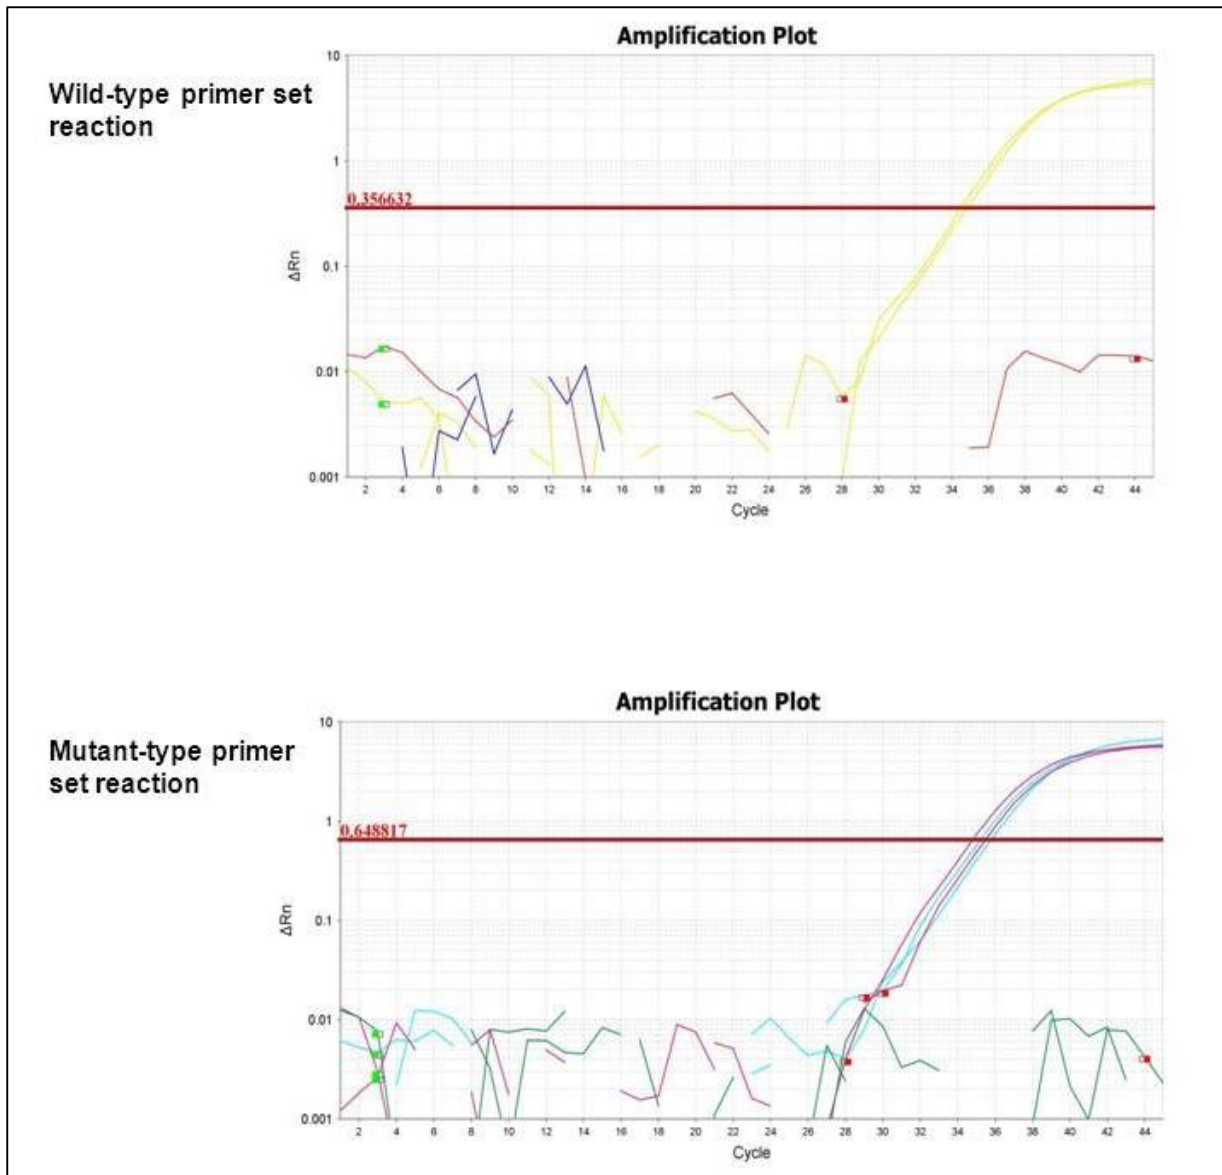 Amplification Plot
Wild-type primer set
reaction
10
1
0.356632
0.1
0.01
0.001
ΔRn
2 4 6 8 10 12 14 16 18 20 22 24 26 28 30 32 34 36 38 40 42 44
Cycle
Amplification Plot
Mutant-type primer
set reaction
10
1
0.648817
0.1
0.01
0.001
ΔRn
2 4 6 8 10 12 14 16 18 20 22 24 26 28 30 32 34 36 38 40 42 44
Cycle